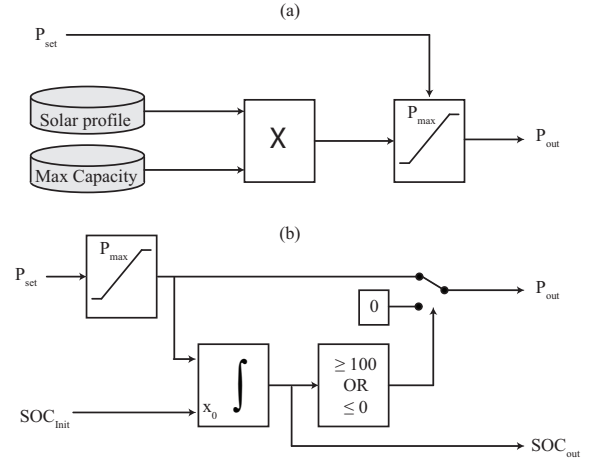 (a)
P_set
Solar profile
Max Capacity
X
P_max
P_out
(b)
P_set
P_max
P_out
0
SOC_Init
x_0
∫
≥ 100
OR
≤ 0
SOC_out